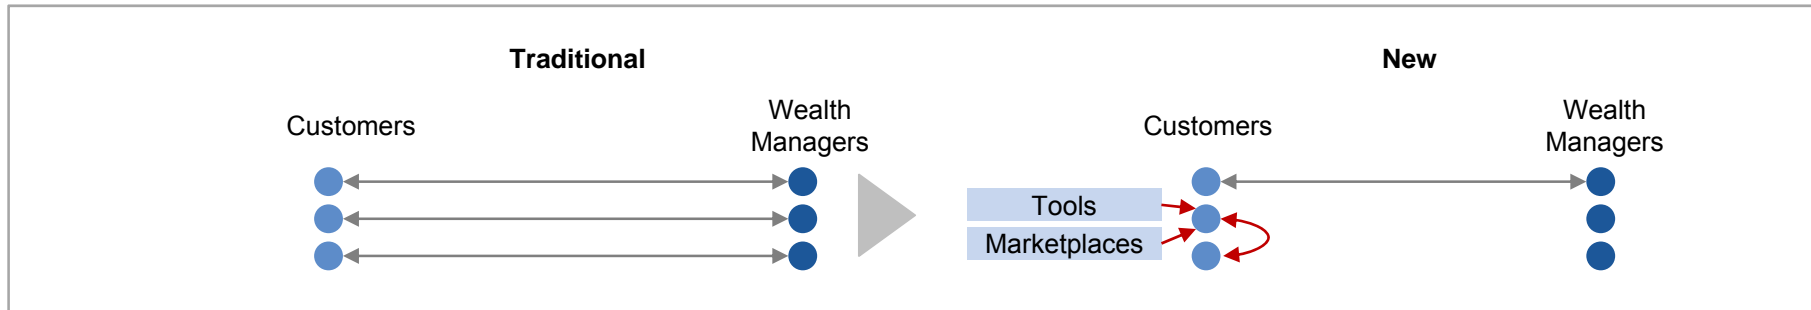 Traditional
Customers
Wealth
Managers
New
Customers
Wealth
Managers
Tools
Marketplaces